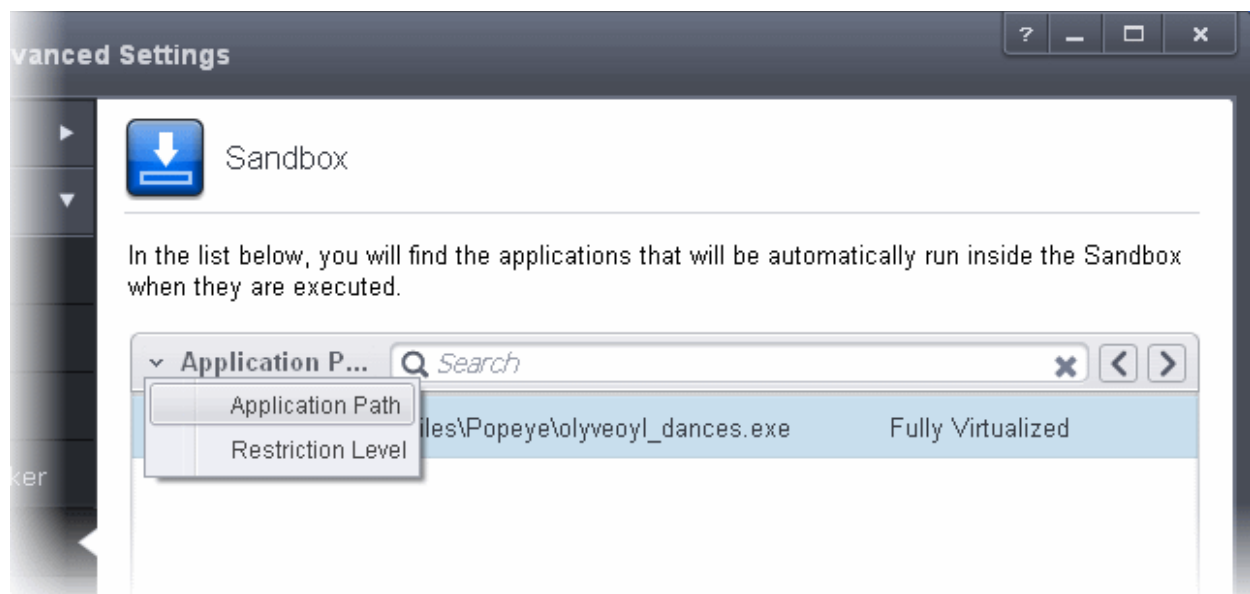 vanced Settings
?
Sandbox
In the list below, you will find the applications that will be automatically run inside the Sandbox
when they are executed.
Application P...
Search
Application Path
Restriction Level
iles\Popeye\olyveoyl_dances.exe
Fully Virtualized
ker